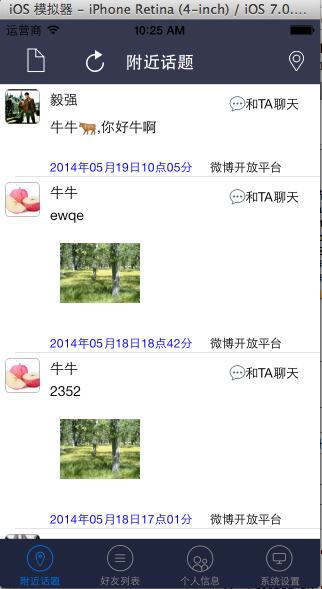 iOS 模拟器 - iPhone Retina (4-inch) / iOS 7.0....
运营商 10:25 AM
附近话题
毅强
💬和TA聊天
牛牛🐂,你好牛啊
2014年05月19日10点05分 微博开放平台
牛牛
💬和TA聊天
ewqe
2014年05月18日18点42分 微博开放平台
牛牛
💬和TA聊天
2352
2014年05月18日17点01分 微博开放平台
附近话题 好友列表 个人信息 系统设置